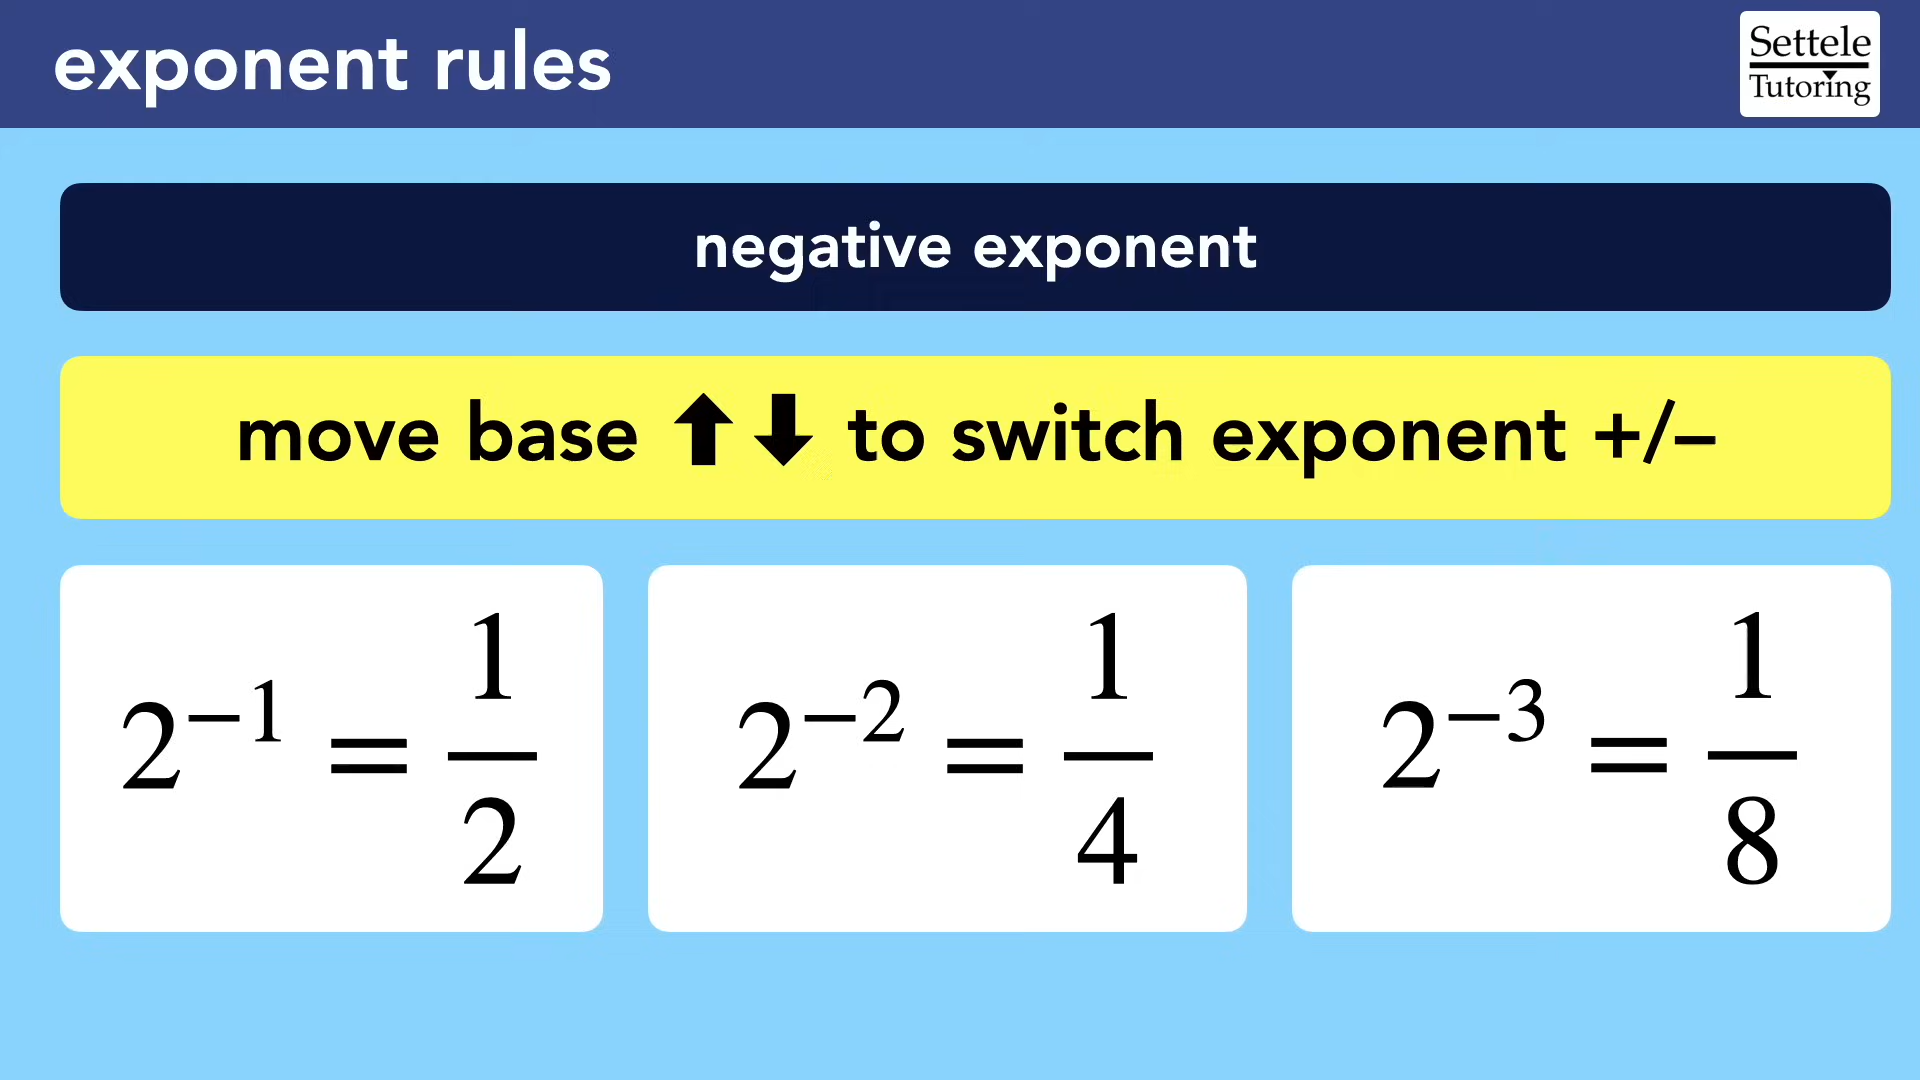 exponent rules
Settele
Tutoring
negative exponent
move base ⬆⬇ to switch exponent +/–
2⁻¹ = 1/2
2⁻² = 1/4
2⁻³ = 1/8